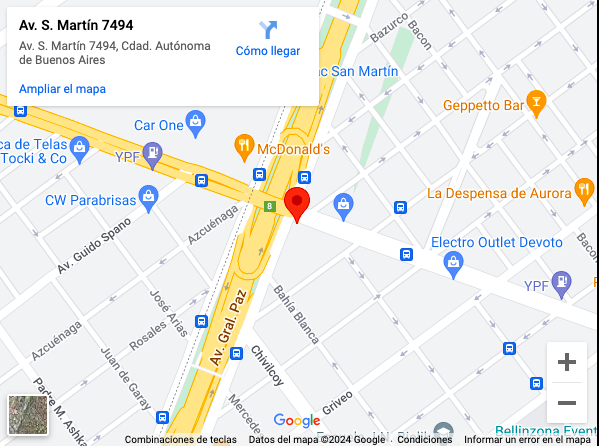 Av. S. Martín 7494
Av. S. Martín 7494, Cdad. Autónoma
de Buenos Aires
Cómo llegar
Ampliar el mapa
Bazurco
Bacon
ac San Martín
Geppetto Bar
Car One
McDonald's
ca de Telas
Tocki & Co
YPF
La Despensa de Aurora
CW Parabrisas
8
Azcuénaga
Av. Guido Spano
Bacon
Electro Outlet Devoto
YPF
Av. Gral. Paz
Bahía Blanca
José Arias
Azcuénaga
Rosales
Chivilcoy
Juan de Garay
Padre M. Ashka
Mercede
Griveo
Google
Bellinzona Event
Combinaciones de teclas
Datos del mapa ©2024 Google
Condiciones
Informar un error en el mapa